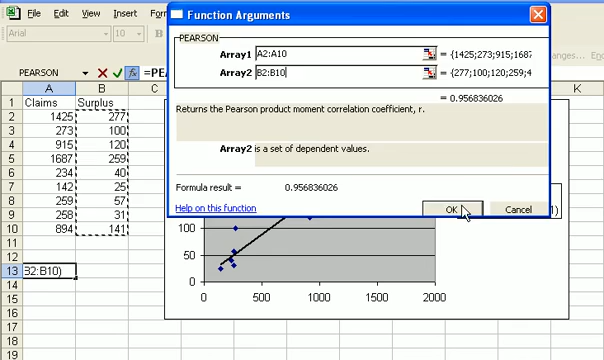 Function Arguments
File Edit View Insert
Arial 10
PEARSON
Array1 A2:A10 = {1425;273;915;1687
Array2 B2:B10 = {277;100;120;259;4
= 0.956836026
Returns the Pearson product moment correlation coefficient, r.
Array2 is a set of dependent values.
Formula result = 0.956836026
Help on this function OK Cancel
PEARSON =PEA
A B C K
1 Claims Surplus
2 1425 277
3 273 100
4 915 120
5 1687 259
6 234 40
7 142 25
8 259 57
9 258 31
10 894 141
11
12
13 B2:B10)
14
15
16
17
18
19
100
50
0
0 500 1000 1500 2000